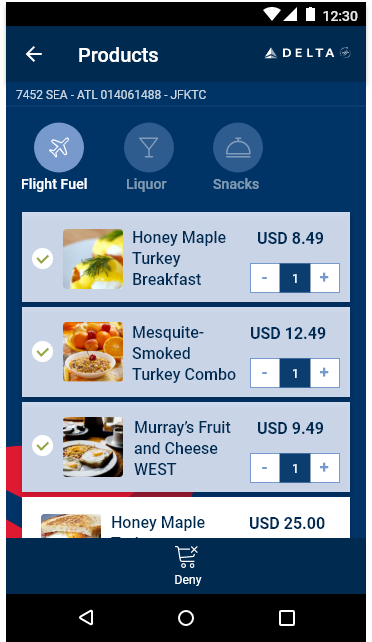 12:30
Products
DELTA
7452 SEA - ATL 014061488 - JFKTC
Flight Fuel
Liquor
Snacks
Honey Maple
Turkey
Breakfast
USD 8.49
- 1 +
Mesquite-
Smoked
Turkey Combo
USD 12.49
- 1 +
Murray's Fruit
and Cheese
WEST
USD 9.49
- 1 +
Honey Maple
USD 25.00
Deny